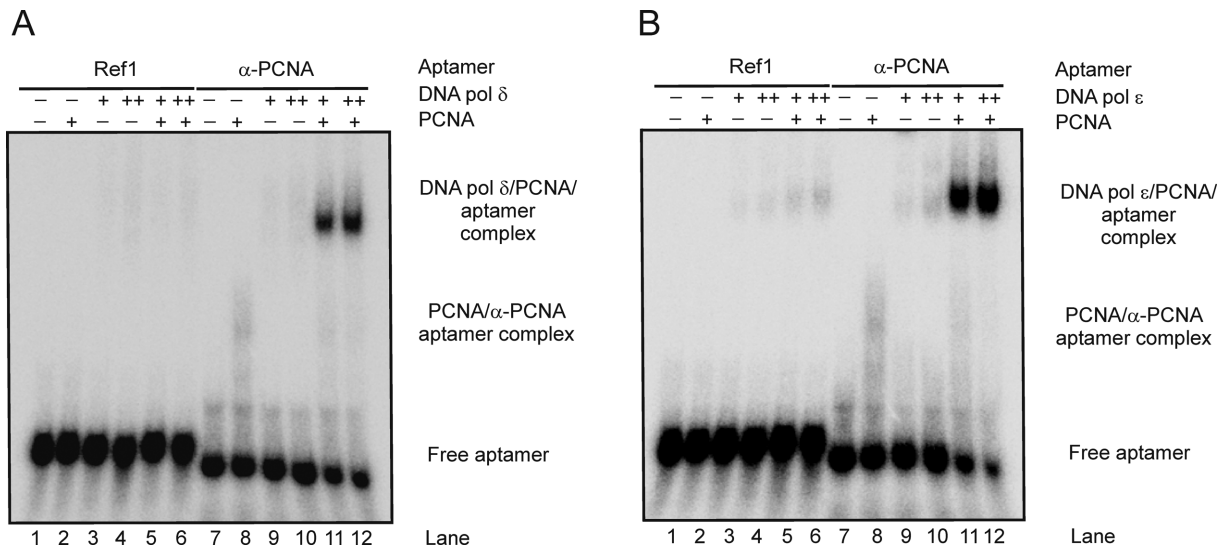 A
Ref1 α-PCNA Aptamer
– – + ++ + ++ – – + ++ + ++ DNA pol δ
– + – – + + – + – – + + PCNA
DNA pol δ/PCNA/
aptamer
complex
PCNA/α-PCNA
aptamer complex
Free aptamer
1 2 3 4 5 6 7 8 9 10 11 12 Lane
B
Ref1 α-PCNA Aptamer
– – + ++ + ++ – – + ++ + ++ DNA pol ε
– + – – + + – + – – + + PCNA
DNA pol ε/PCNA/
aptamer
complex
PCNA/α-PCNA
aptamer complex
Free aptamer
1 2 3 4 5 6 7 8 9 10 11 12 Lane